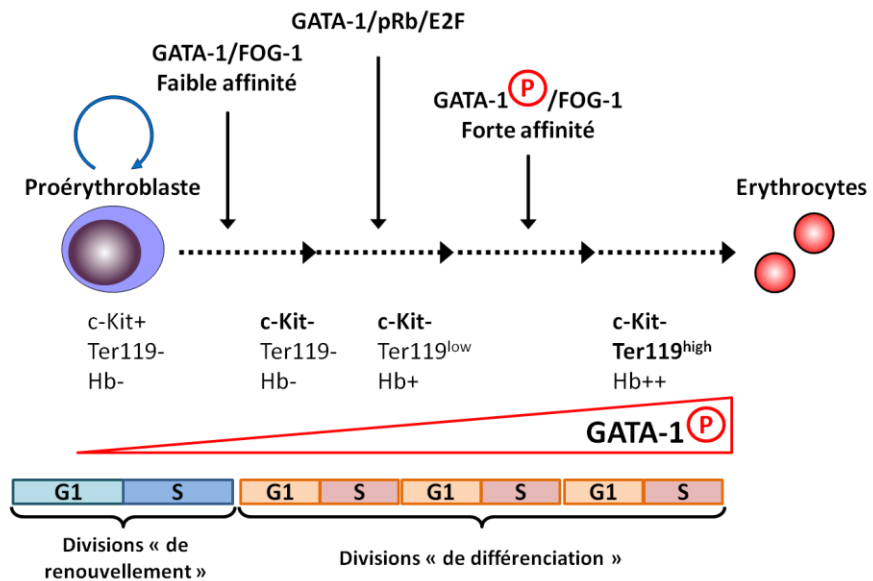 GATA-1/pRb/E2F
GATA-1/FOG-1
Faible affinité
GATA-1 P /FOG-1
Forte affinité
Proérythroblaste
Erythrocytes
c-Kit+
Ter119-
Hb-
c-Kit-
Ter119-
Hb-
c-Kit-
Ter119low
Hb+
c-Kit-
Ter119high
Hb++
GATA-1 P
G1 S G1 S G1 S G1 S
Divisions « de
renouvellement »
Divisions « de différenciation »